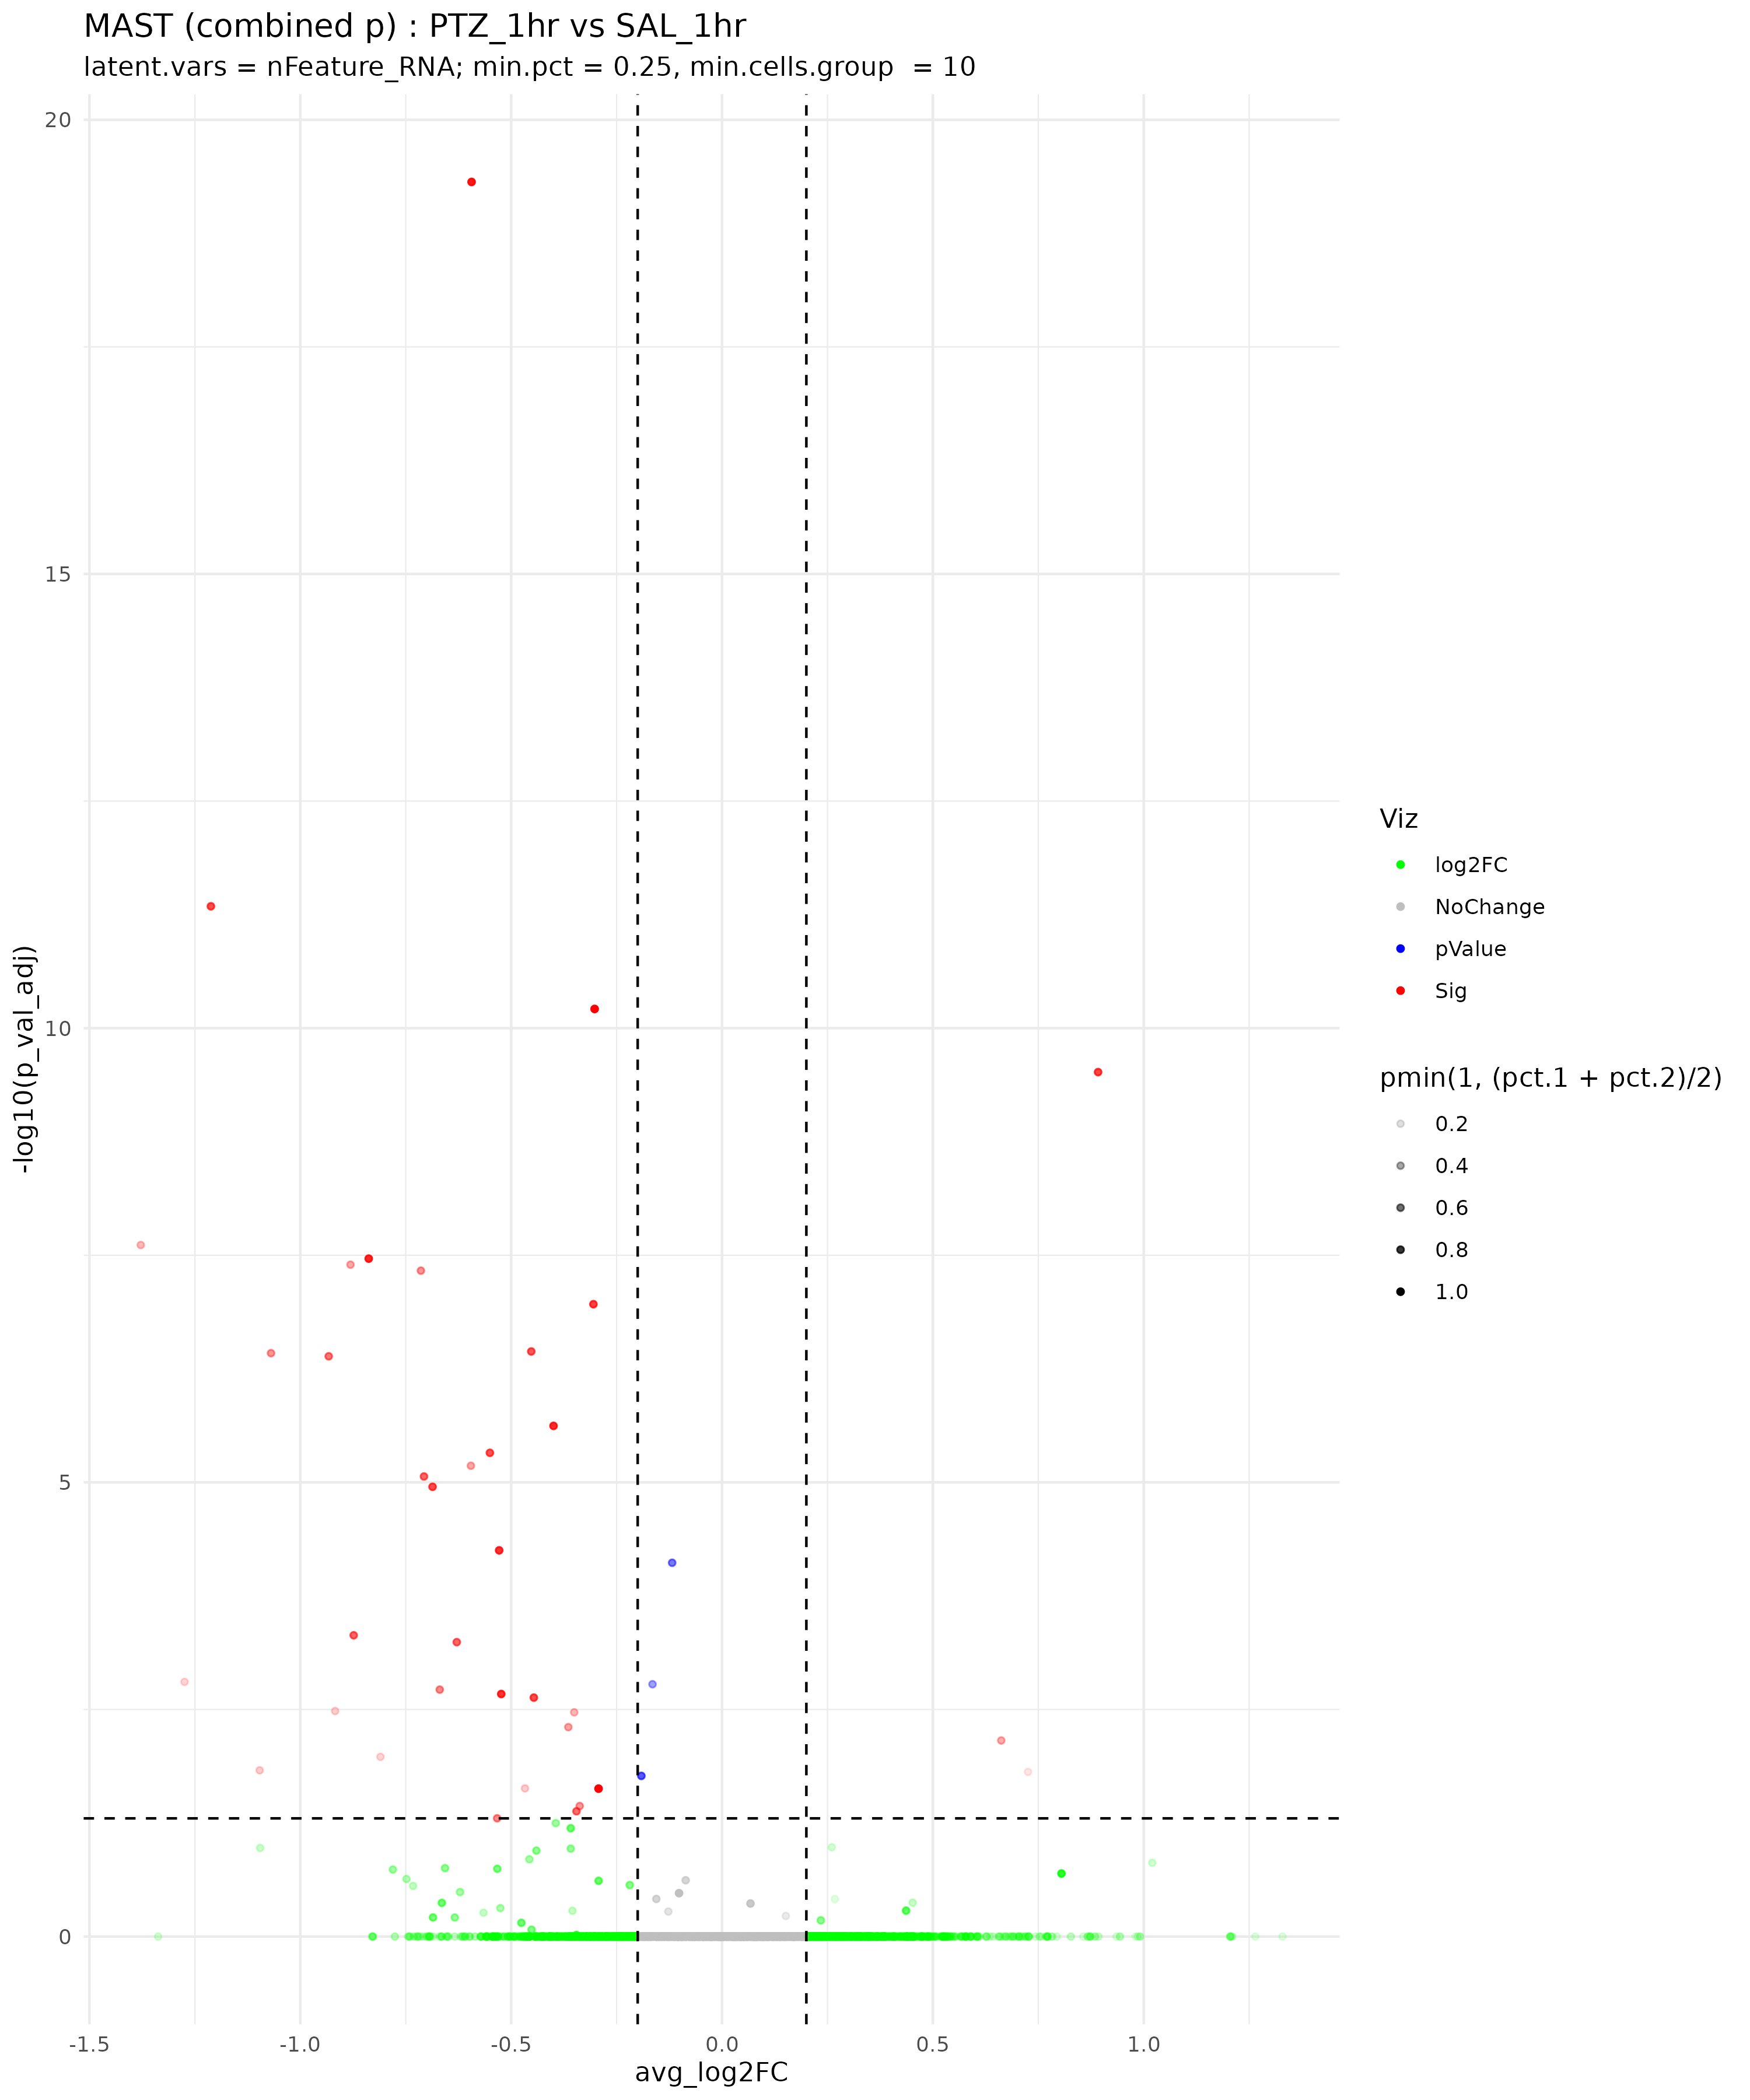 MAST (combined p) : PTZ_1hr vs SAL_1hr
latent.vars = nFeature_RNA; min.pct = 0.25, min.cells.group  = 10
20
15
10
5
0
-log10(p_val_adj)
-1.5
-1.0
-0.5
0.0
0.5
1.0
avg_log2FC
Viz
log2FC
NoChange
pValue
Sig
pmin(1, (pct.1 + pct.2)/2)
0.2
0.4
0.6
0.8
1.0